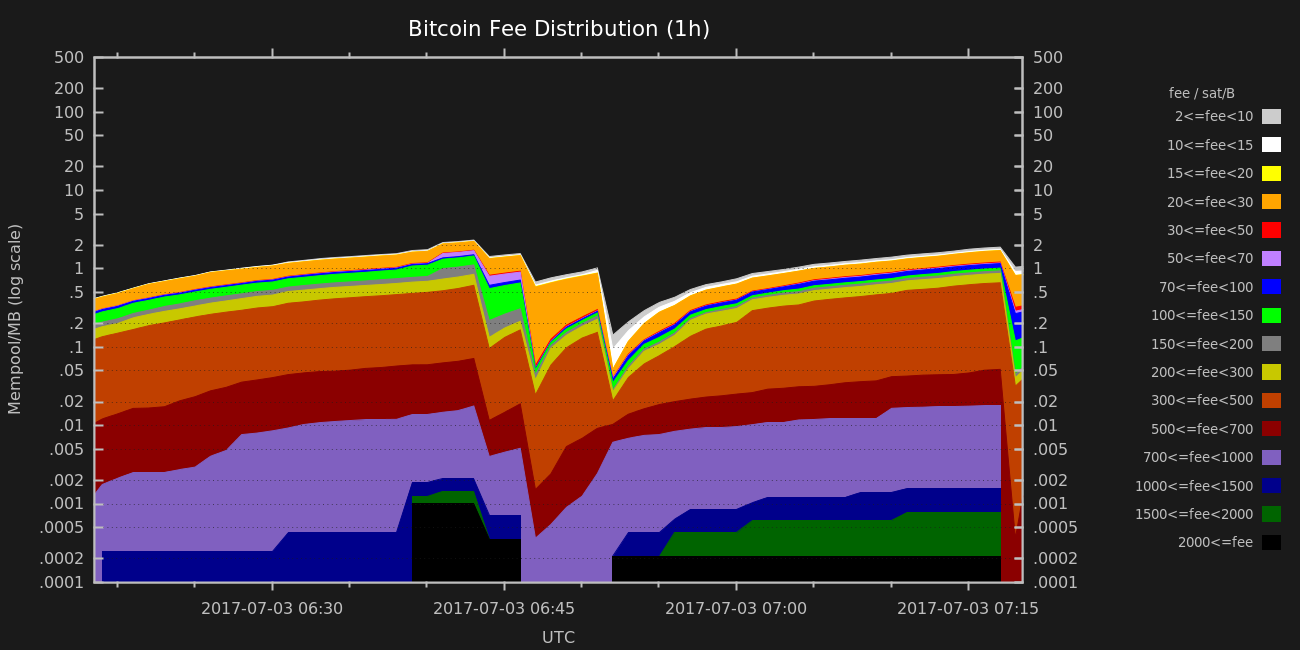 Bitcoin Fee Distribution (1h)
500
200
100
50
20
10
5
2
1
.5
.2
.1
.05
.02
.01
.005
.002
.001
.0005
.0002
.0001
Mempool/MB (log scale)
500
200
100
50
20
10
5
2
1
.5
.2
.1
.05
.02
.01
.005
.002
.001
.0005
.0002
.0001
2017-07-03 06:30
2017-07-03 06:45
2017-07-03 07:00
2017-07-03 07:15
UTC
fee / sat/B
2<=fee<10
10<=fee<15
15<=fee<20
20<=fee<30
30<=fee<50
50<=fee<70
70<=fee<100
100<=fee<150
150<=fee<200
200<=fee<300
300<=fee<500
500<=fee<700
700<=fee<1000
1000<=fee<1500
1500<=fee<2000
2000<=fee